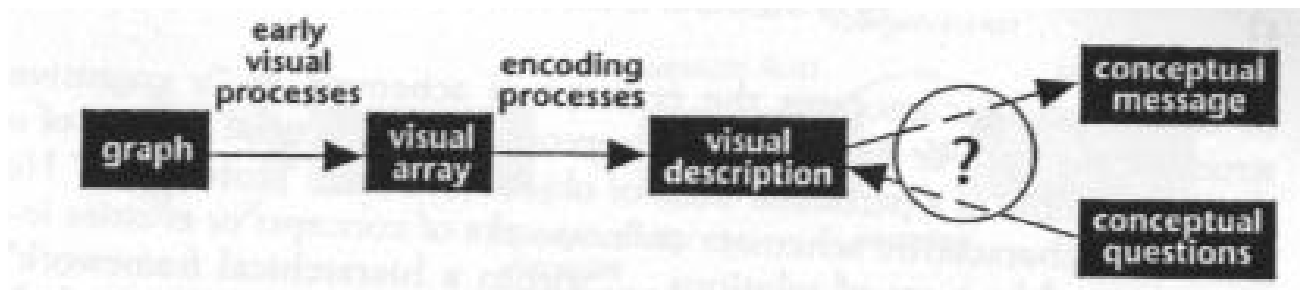 early
visual
processes
encoding
processes
graph
visual
array
visual
description
?
conceptual
message
conceptual
questions